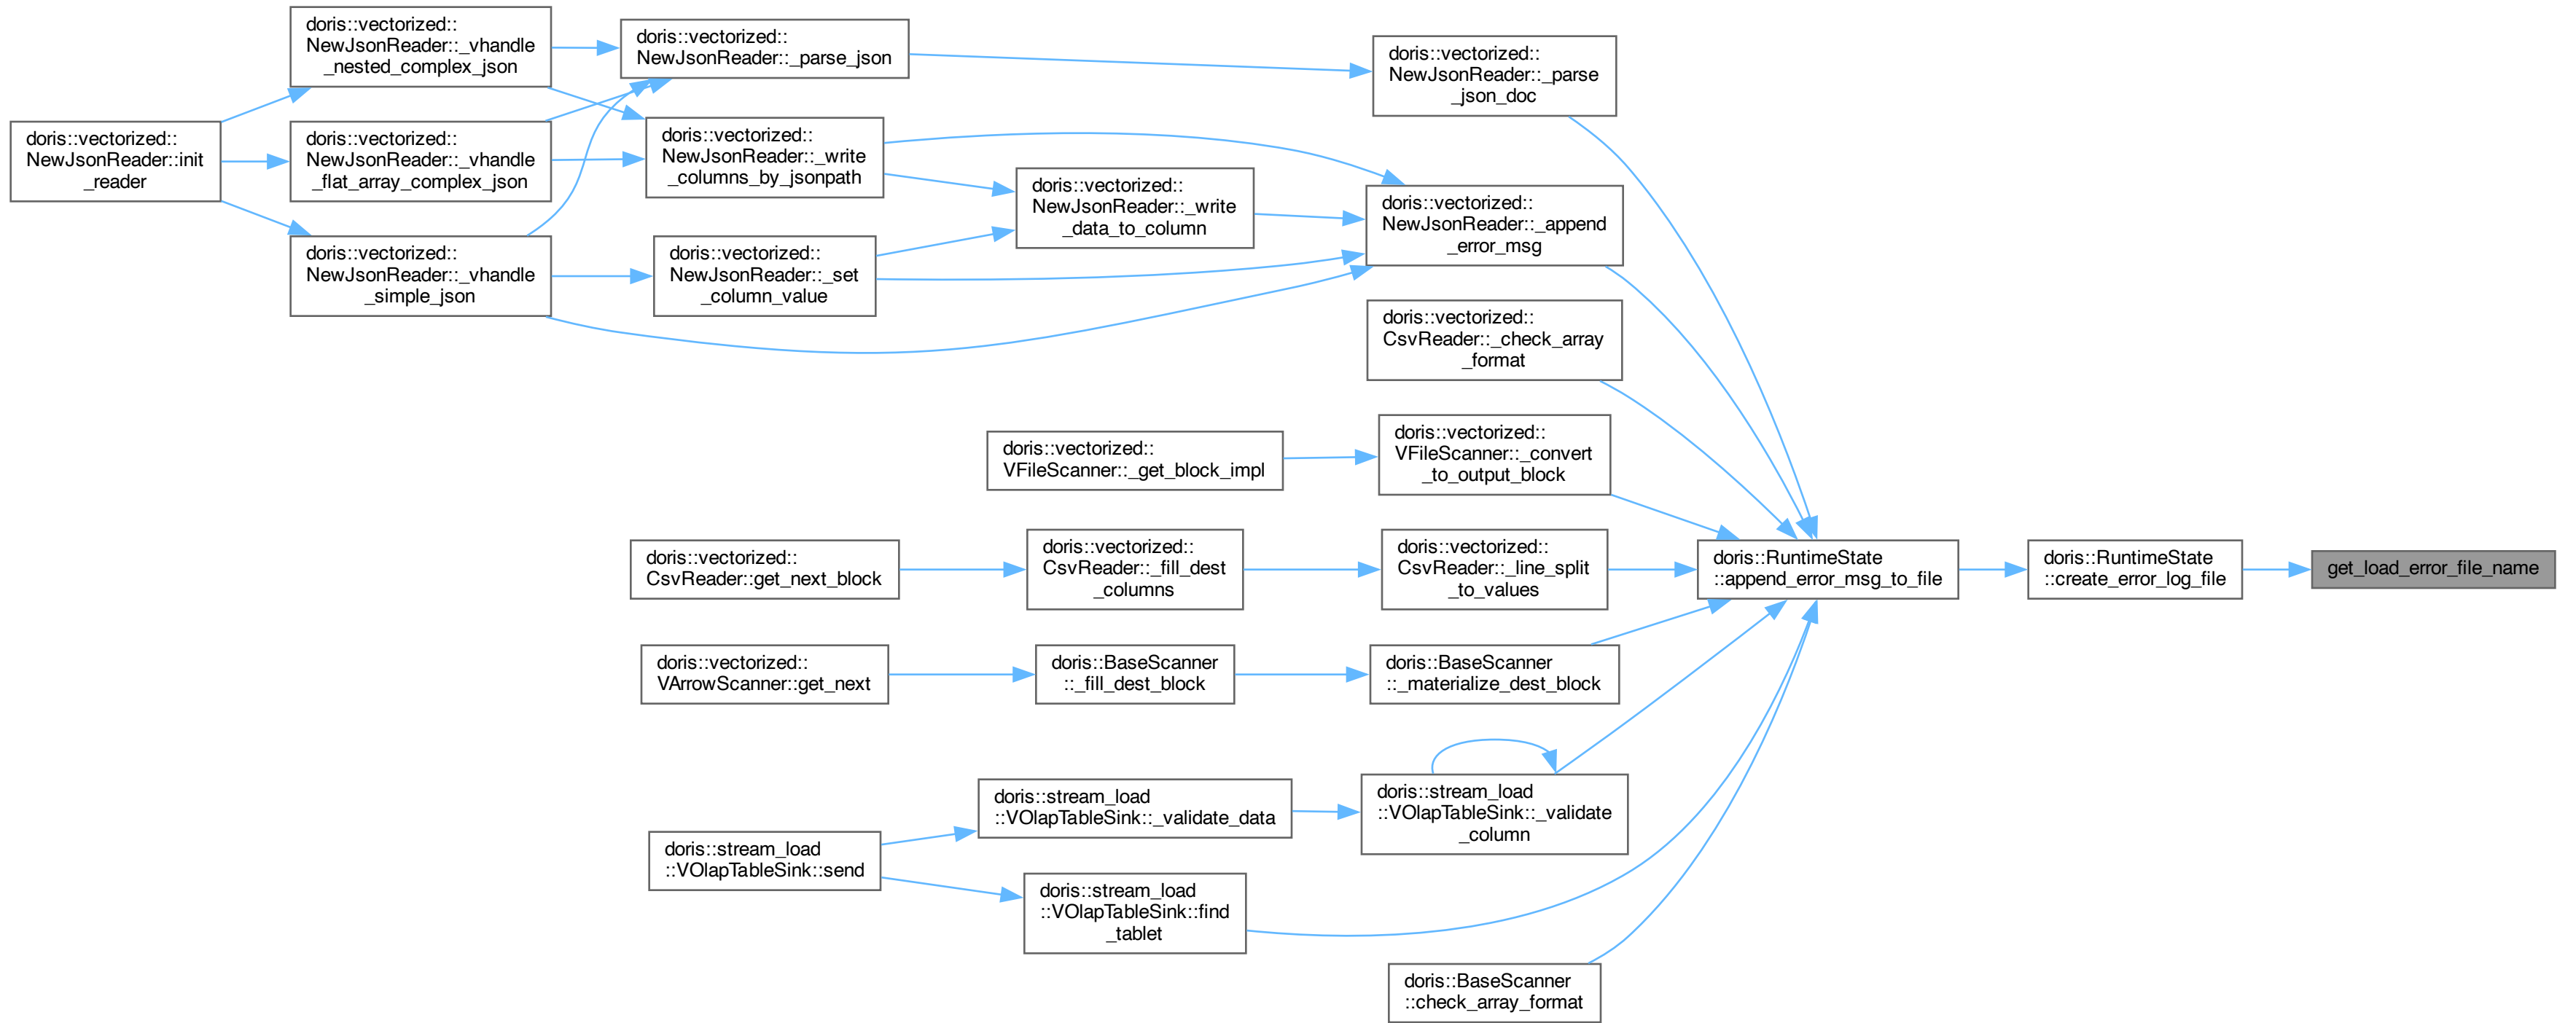 doris::vectorized::
NewJsonReader::_vhandle
_nested_complex_json
doris::vectorized::
NewJsonReader::_parse_json
doris::vectorized::
NewJsonReader::_parse
_json_doc
doris::vectorized::
NewJsonReader::init
_reader
doris::vectorized::
NewJsonReader::_vhandle
_flat_array_complex_json
doris::vectorized::
NewJsonReader::_write
_columns_by_jsonpath
doris::vectorized::
NewJsonReader::_write
_data_to_column
doris::vectorized::
NewJsonReader::_append
_error_msg
doris::vectorized::
NewJsonReader::_vhandle
_simple_json
doris::vectorized::
NewJsonReader::_set
_column_value
doris::vectorized::
CsvReader::_check_array
_format
doris::vectorized::
VFileScanner::_get_block_impl
doris::vectorized::
VFileScanner::_convert
_to_output_block
doris::vectorized::
CsvReader::get_next_block
doris::vectorized::
CsvReader::_fill_dest
_columns
doris::vectorized::
CsvReader::_line_split
_to_values
doris::RuntimeState
::append_error_msg_to_file
doris::RuntimeState
::create_error_log_file
get_load_error_file_name
doris::vectorized::
VArrowScanner::get_next
doris::BaseScanner
::_fill_dest_block
doris::BaseScanner
::_materialize_dest_block
doris::stream_load
::VOlapTableSink::_validate_data
doris::stream_load
::VOlapTableSink::_validate
_column
doris::stream_load
::VOlapTableSink::send
doris::stream_load
::VOlapTableSink::find
_tablet
doris::BaseScanner
::check_array_format